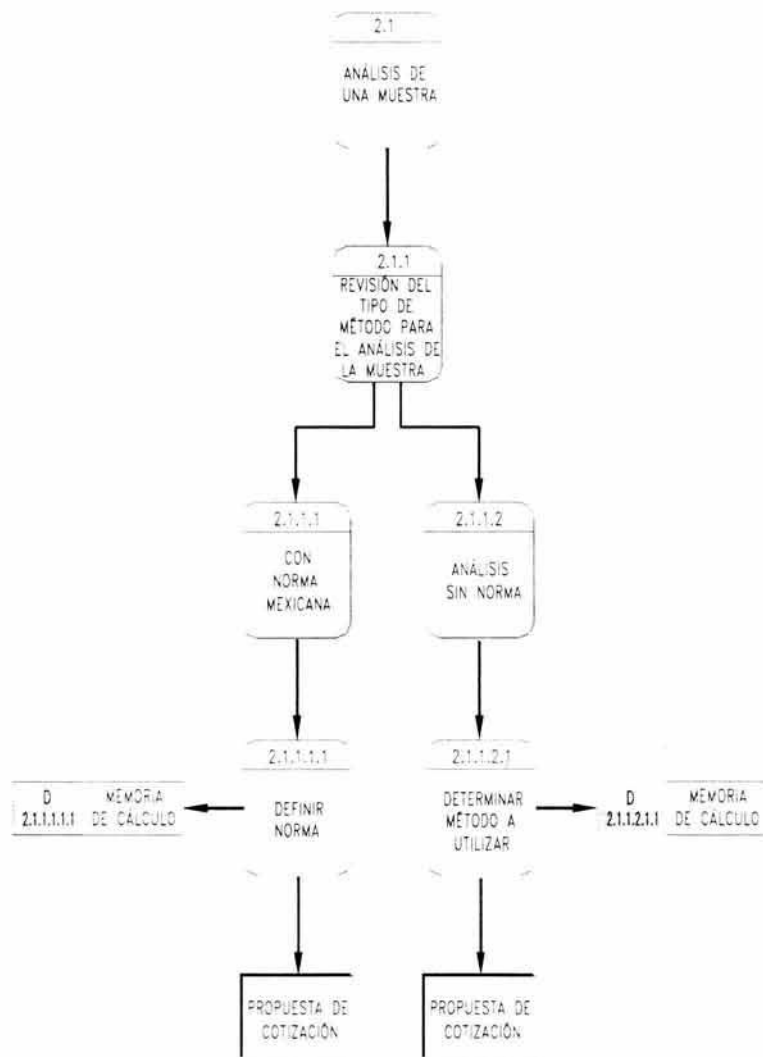 2.1
ANÁLISIS DE
UNA MUESTRA
2.1.1
REVISIÓN DEL
TIPO DE
MÉTODO PARA
EL ANÁLISIS DE
LA MUESTRA
2.1.1.1
CON
NORMA
MEXICANA
2.1.1.2
ANÁLISIS
SIN NORMA
2.1.1.1.1
DEFINIR
NORMA
D
2.1.1.1.1.1
MEMORIA
DE CÁLCULO
2.1.1.2.1
DETERMINAR
MÉTODO A
UTILIZAR
D
2.1.1.2.1.1
MEMORIA
DE CÁLCULO
PROPUESTA DE
COTIZACIÓN
PROPUESTA DE
COTIZACIÓN